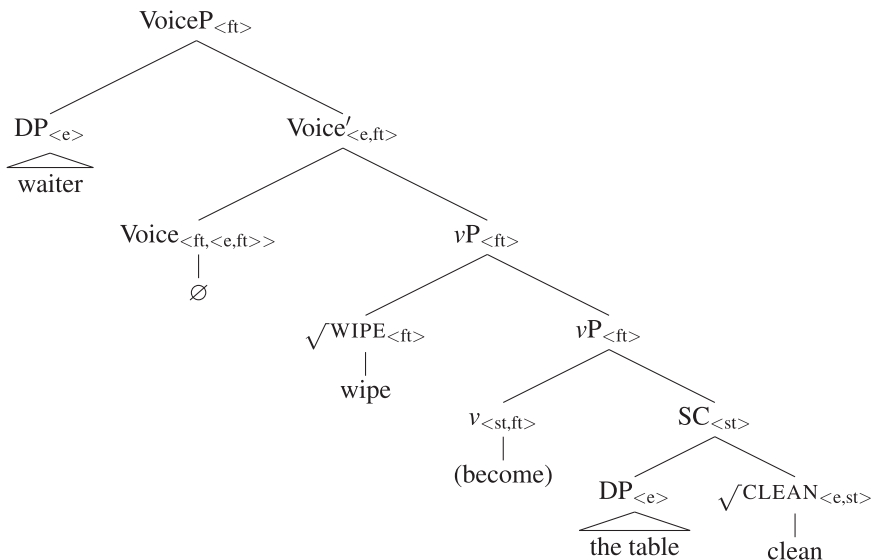 VoiceP<ft>
DP<e> Voice′<e,ft>
waiter
Voice<ft,<e,ft>> vP<ft>
∅
√WIPE<ft> vP<ft>
wipe
v<st,ft> SC<st>
(become)
DP<e> √CLEAN<e,st>
the table clean